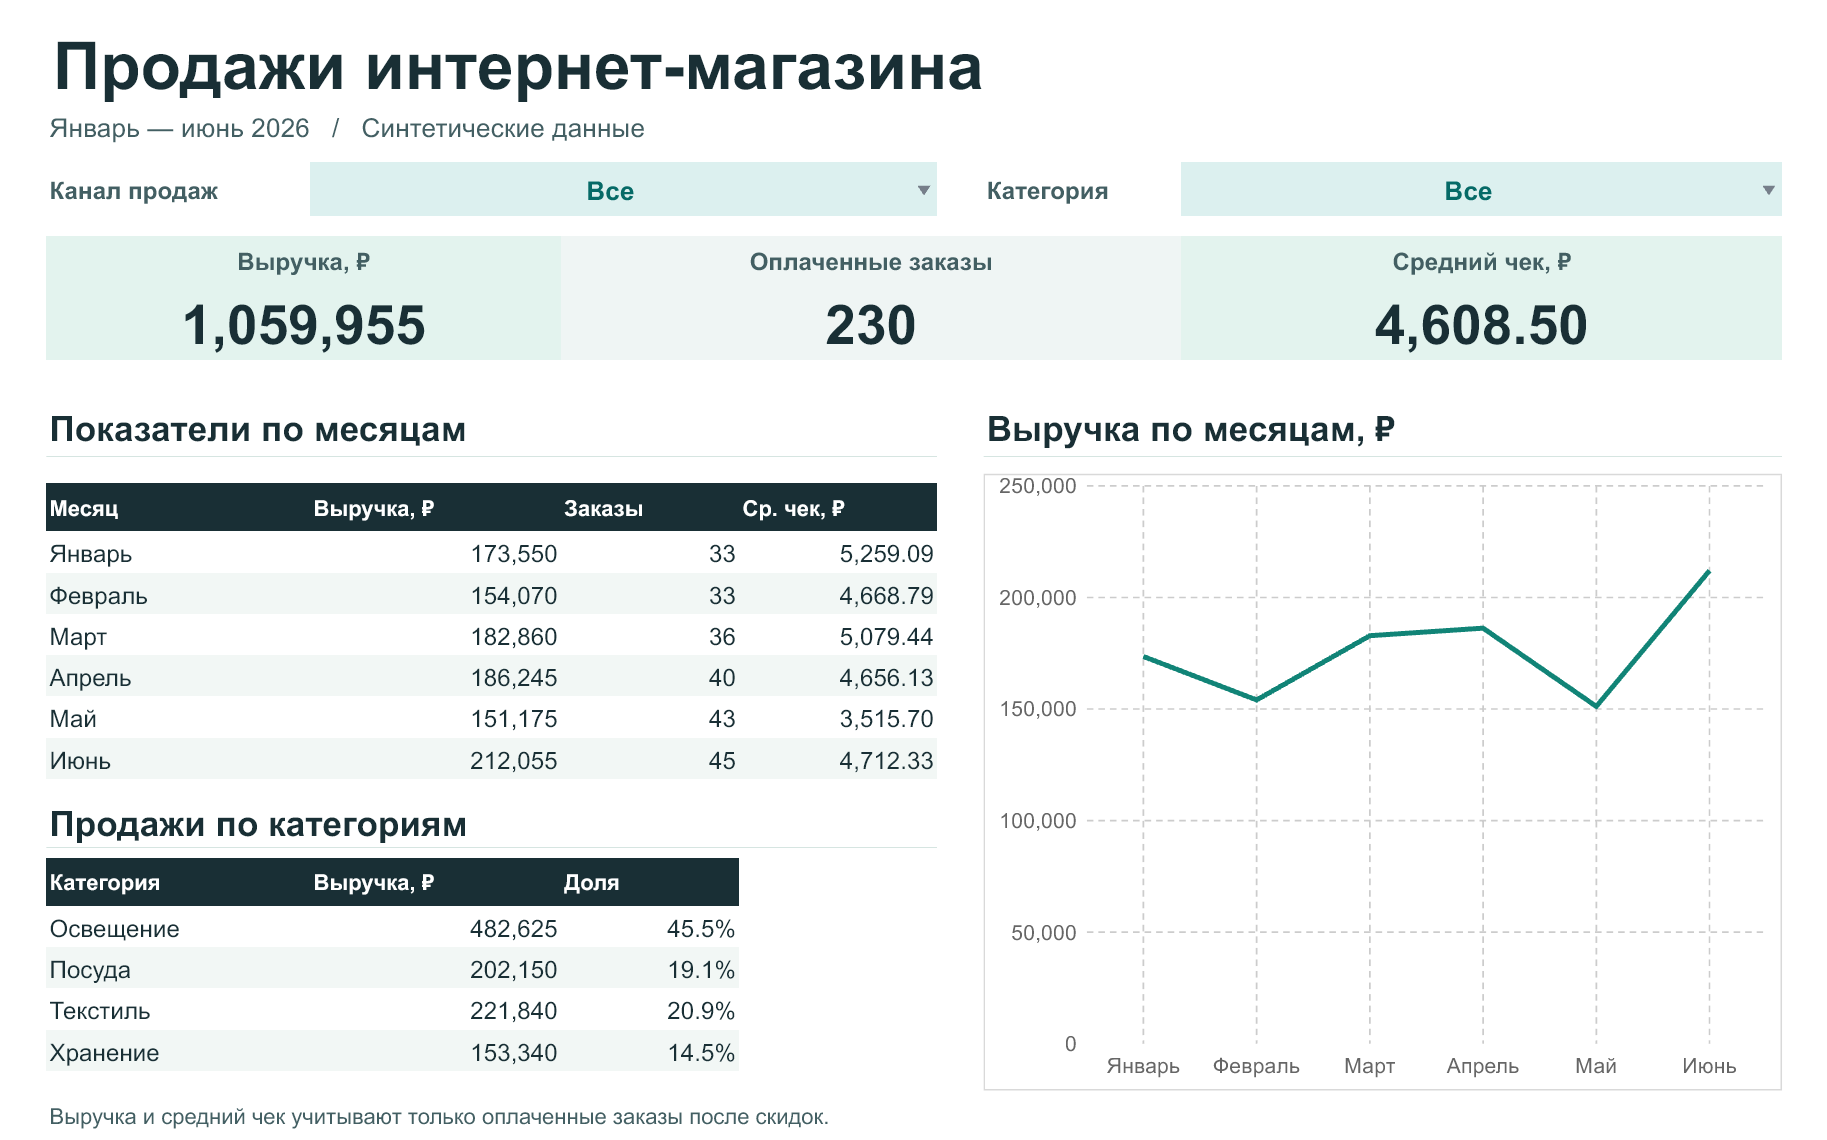 Продажи интернет-магазина
Январь — июнь 2026 / Синтетические данные
Канал продаж Все Категория Все
Выручка, ₽ Оплаченные заказы Средний чек, ₽
1,059,955 230 4,608.50
Показатели по месяцам
Месяц Выручка, ₽ Заказы Ср. чек, ₽
Январь 173,550 33 5,259.09
Февраль 154,070 33 4,668.79
Март 182,860 36 5,079.44
Апрель 186,245 40 4,656.13
Май 151,175 43 3,515.70
Июнь 212,055 45 4,712.33
Продажи по категориям
Категория Выручка, ₽ Доля
Освещение 482,625 45.5%
Посуда 202,150 19.1%
Текстиль 221,840 20.9%
Хранение 153,340 14.5%
Выручка по месяцам, ₽
250,000
200,000
150,000
100,000
50,000
0
Январь Февраль Март Апрель Май Июнь
Выручка и средний чек учитывают только оплаченные заказы после скидок.